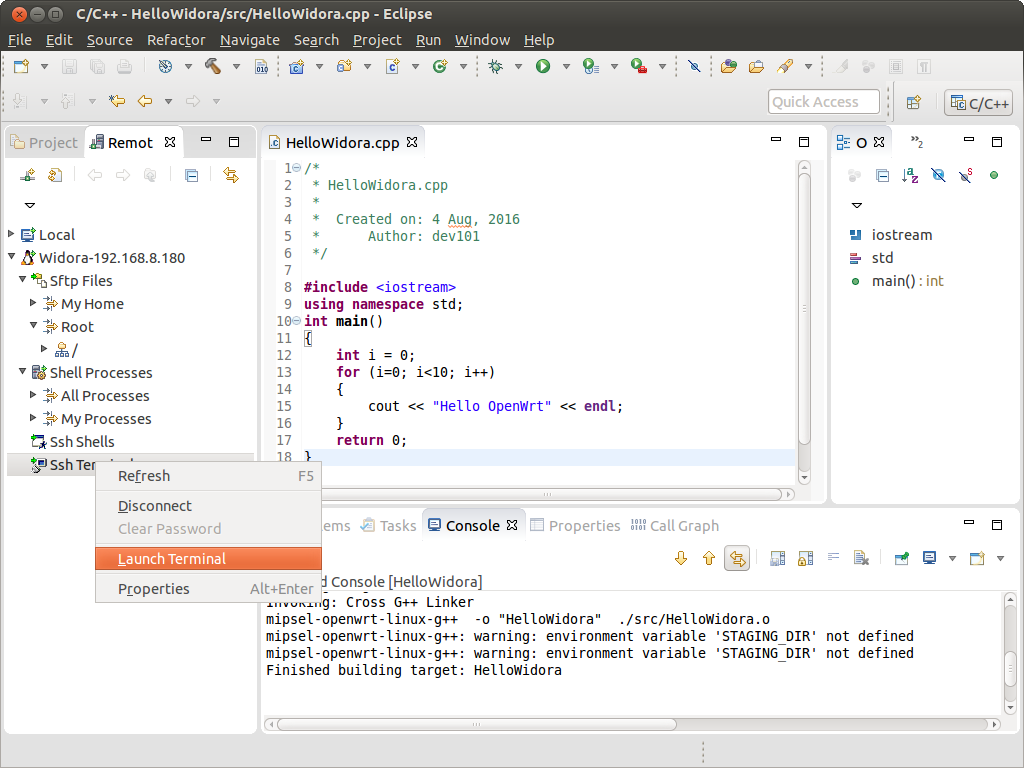 C/C++ - HelloWidora/src/HelloWidora.cpp - Eclipse
File Edit Source Refactor Navigate Search Project Run Window Help
010
Quick Access
C/C++
Project
Remot
HelloWidora.cpp
O
»2
Local
Widora-192.168.8.180
Sftp Files
My Home
Root
/
Shell Processes
All Processes
My Processes
Ssh Shells
Ssh
Refresh F5
Disconnect
Clear Password
Launch Terminal
Properties Alt+Enter
1 /*
2 * HelloWidora.cpp
3 *
4 * Created on: 4 Aug, 2016
5 * Author: dev101
6 */
7
8 #include <iostream>
9 using namespace std;
10 int main()
11 {
12 int i = 0;
13 for (i=0; i<10; i++)
14 {
15 cout << "Hello OpenWrt" << endl;
16 }
17 return 0;
18 }
iostream
std
main() : int
Tasks
Console
Properties
Call Graph
Console [HelloWidora]
Invoking: Cross G++ Linker
mipsel-openwrt-linux-g++ -o "HelloWidora" ./src/HelloWidora.o
mipsel-openwrt-linux-g++: warning: environment variable 'STAGING_DIR' not defined
mipsel-openwrt-linux-g++: warning: environment variable 'STAGING_DIR' not defined
Finished building target: HelloWidora